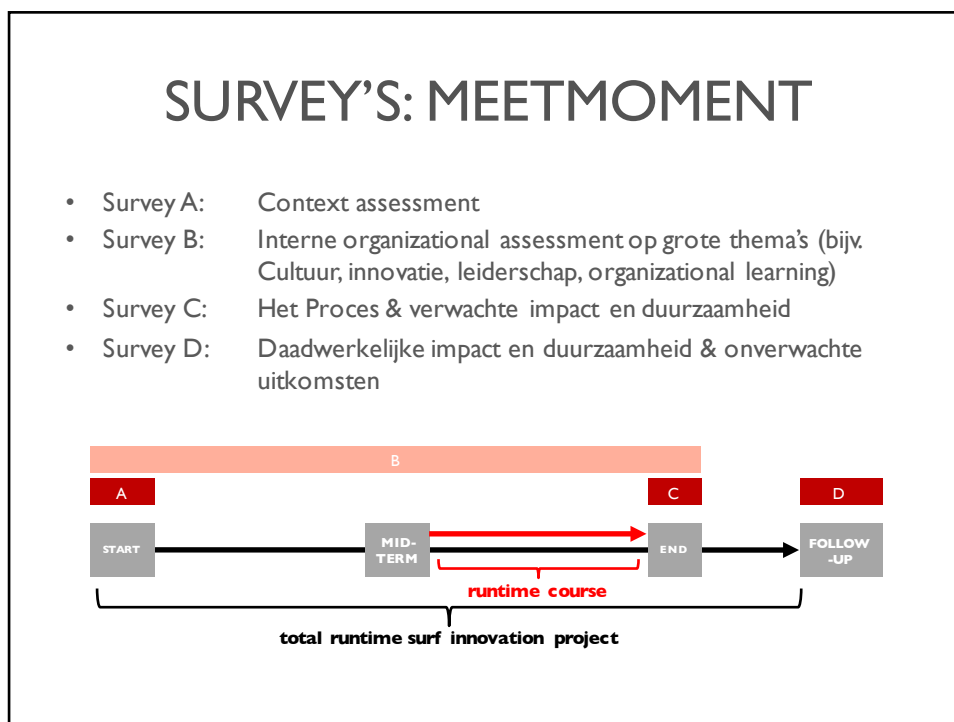 SURVEY'S: MEETMOMENT
• Survey A: Context assessment
• Survey B: Interne organizational assessment op grote thema's (bijv.
Cultuur, innovatie, leiderschap, organizational learning)
• Survey C: Het Proces & verwachte impact en duurzaamheid
• Survey D: Daadwerkelijke impact en duurzaamheid & onverwachte
uitkomsten
B
A
C
D
START
MID-
TERM
END
FOLLOW
-UP
runtime course
total runtime surf innovation project